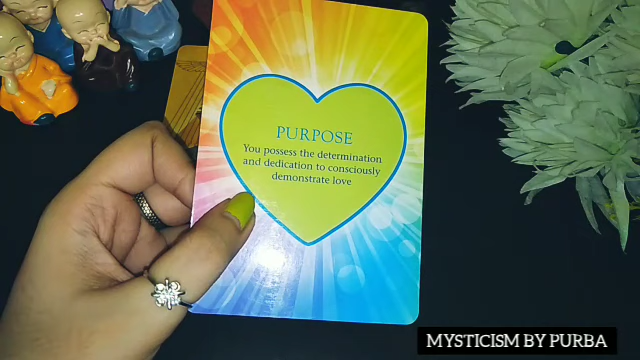 PURPOSE
You possess the determination
and dedication to consciously
demonstrate love
MYSTICISM BY PURBA